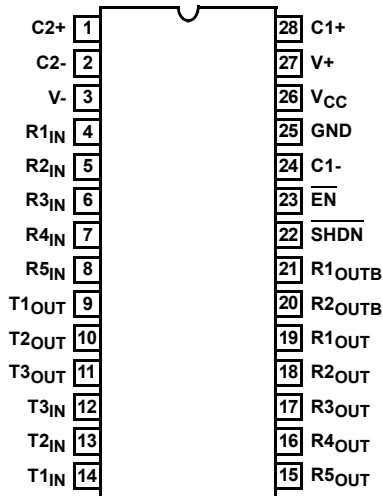 C2+ 1 28 C1+
C2- 2 27 V+
V- 3 26 VCC
R1IN 4 25 GND
R2IN 5 24 C1-
R3IN 6 23 EN
R4IN 7 22 SHDN
R5IN 8 21 R1OUTB
T1OUT 9 20 R2OUTB
T2OUT 10 19 R1OUT
T3OUT 11 18 R2OUT
T3IN 12 17 R3OUT
T2IN 13 16 R4OUT
T1IN 14 15 R5OUT